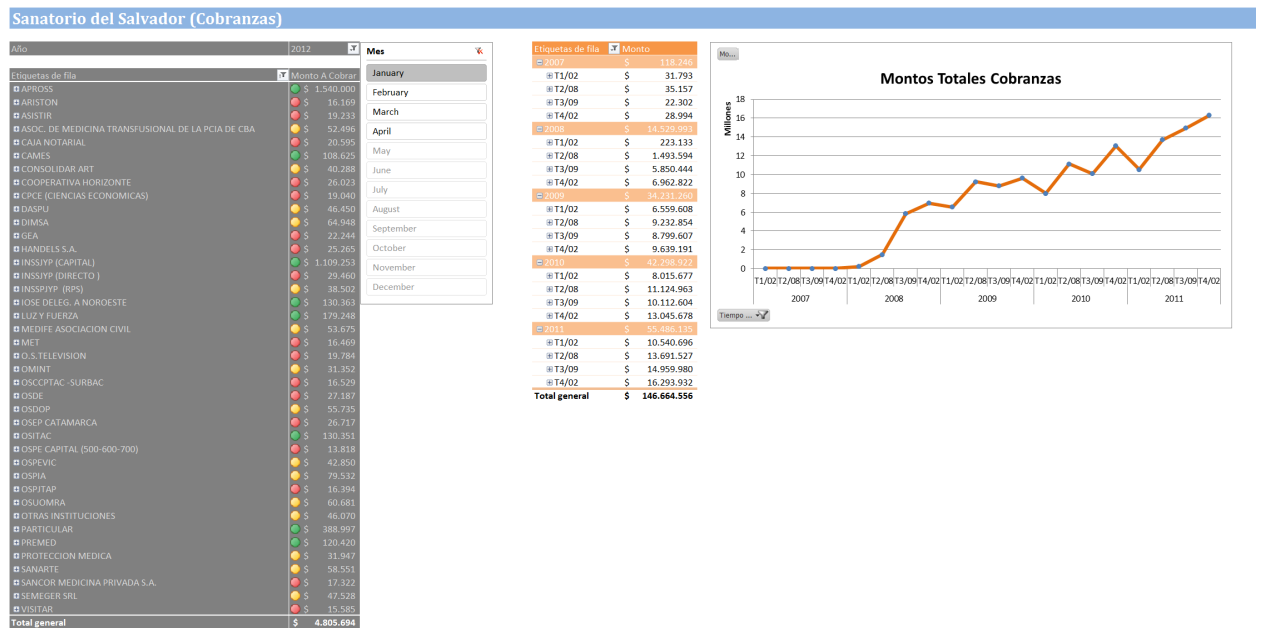 Sanatorio del Salvador (Cobranzas)
Año 2012
Etiquetas de fila Monto A Cobrar
APROSS $ 1.540.000
ARISTON $ 16.169
ASISTIR $ 19.233
ASOC. DE MEDICINA TRANSFUSIONAL DE LA PCIA DE CBA $ 52.496
CAJA NOTARIAL $ 20.595
CAMES $ 108.625
CONSOLIDAR ART $ 40.288
COOPERATIVA HORIZONTE $ 26.023
CPCE (CIENCIAS ECONOMICAS) $ 19.040
DASPU $ 46.450
DIMSA $ 64.948
GEA $ 22.244
HANDELS S.A. $ 25.265
INSSJYP (CAPITAL) $ 1.109.253
INSSJYP (DIRECTO ) $ 29.460
INSSPJYP (RPS) $ 38.502
IOSE DELEG. A NOROESTE $ 130.363
LUZ Y FUERZA $ 179.248
MEDIFE ASOCIACION CIVIL $ 53.675
MET $ 16.469
O.S.TELEVISION $ 19.784
OMINT $ 31.352
OSCCPTAC -SURBAC $ 16.529
OSDE $ 27.187
OSDOP $ 55.735
OSEP CATAMARCA $ 26.717
OSITAC $ 130.351
OSPE CAPITAL (500-600-700) $ 13.818
OSPEVIC $ 42.850
OSPIA $ 79.532
OSPJTAP $ 16.394
OSUOMRA $ 60.681
OTRAS INSTITUCIONES $ 46.070
PARTICULAR $ 388.997
PREMED $ 120.420
PROTECCION MEDICA $ 31.947
SANARTE $ 58.551
SANCOR MEDICINA PRIVADA S.A. $ 17.322
SEMEGER SRL $ 47.528
VISITAR $ 15.585
Total general $ 4.805.694
Mes
January
February
March
April
May
June
July
August
September
October
November
December
Etiquetas de fila Monto
2007 $ 118.246
T1/02 $ 31.793
T2/08 $ 35.157
T3/09 $ 22.302
T4/02 $ 28.994
2008 $ 14.529.993
T1/02 $ 223.133
T2/08 $ 1.493.594
T3/09 $ 5.850.444
T4/02 $ 6.962.822
2009 $ 34.231.260
T1/02 $ 6.559.608
T2/08 $ 9.232.854
T3/09 $ 8.799.607
T4/02 $ 9.639.191
2010 $ 42.298.922
T1/02 $ 8.015.677
T2/08 $ 11.124.963
T3/09 $ 10.112.604
T4/02 $ 13.045.678
2011 $ 55.486.135
T1/02 $ 10.540.696
T2/08 $ 13.691.527
T3/09 $ 14.959.980
T4/02 $ 16.293.932
Total general $ 146.664.556
Mo...
Montos Totales Cobranzas
Millones
18
16
14
12
10
8
6
4
2
0
T1/02 T2/08 T3/09 T4/02 T1/02 T2/08 T3/09 T4/02 T1/02 T2/08 T3/09 T4/02 T1/02 T2/08 T3/09 T4/02 T1/02 T2/08 T3/09 T4/02
2007 2008 2009 2010 2011
Tiempo ...